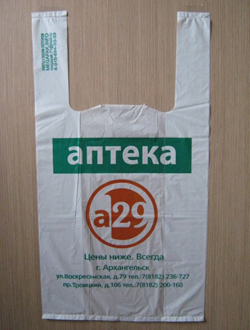 аптека
а29
Цены ниже. Всегда
г. Архангельск
ул.Воскресенская, д.79 тел.:7(8182) 236-727
пр.Троицкий, д.106 тел.:7(8182) 200-160